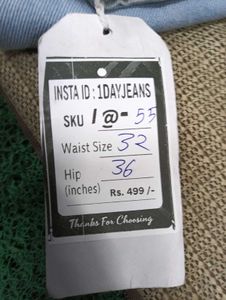 INSTA ID : 1DAYJEANS
SKU 1@-55
Waist Size 32
Hip 36
(inches) Rs. 499 /-
Thanks For Choosing